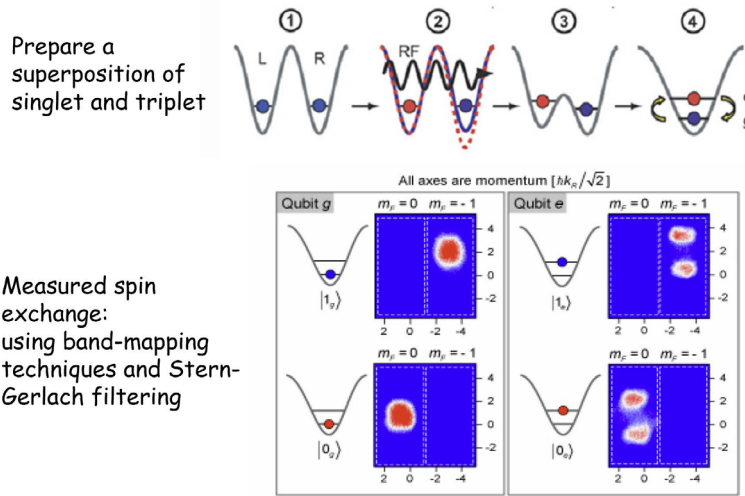 ① ② ③ ④
Prepare a
superposition of
singlet and triplet
L R
RF
g
All axes are momentum [ħk_R/√2]
Qubit g
m_F = 0 m_F = - 1
Qubit e
m_F = 0 m_F = - 1
4
2
0
-2
4
2
0
-2
|1_g⟩
|1_e⟩
2 0 -2 -4
2 0 -2 -4
Measured spin
exchange:
using band-mapping
techniques and Stern-
Gerlach filtering
m_F = 0 m_F = - 1
m_F = 0 m_F = - 1
4
2
0
-2
4
2
0
-2
|0_g⟩
|0_e⟩
2 0 -2 -4
2 0 -2 -4